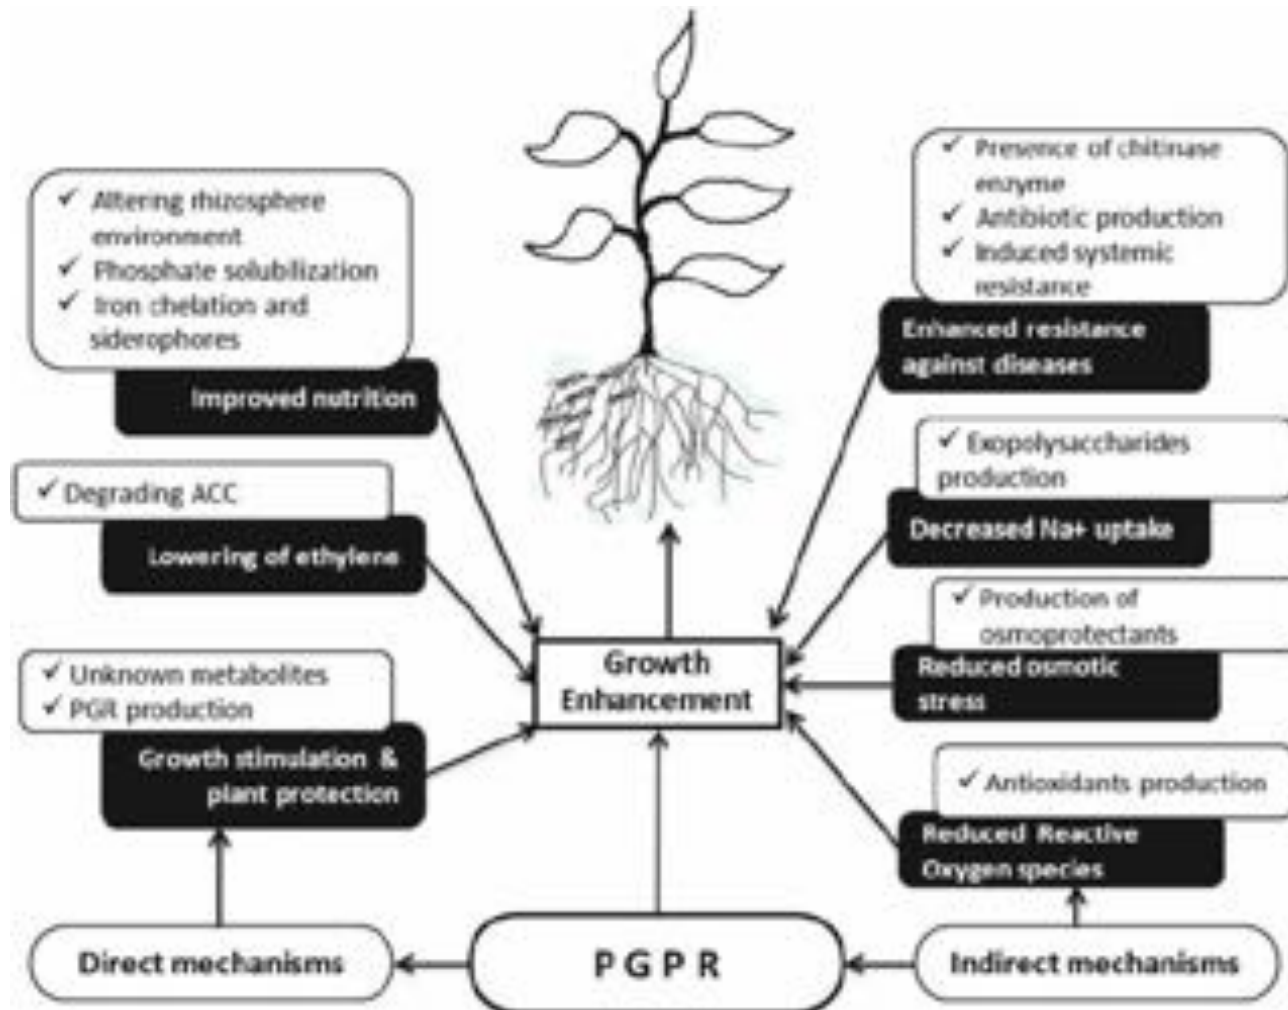 ✓ Altering rhizosphere
environment
✓ Phosphate solubilization
✓ Iron chelation and
siderophores
Improved nutrition
✓ Degrading ACC
Lowering of ethylene
✓ Unknown metabolites
✓ PGR production
Growth stimulation &
plant protection
Direct mechanisms
Growth
Enhancement
P G P R
✓ Presence of chitinase
enzyme
✓ Antibiotic production
✓ Induced systemic
resistance
Enhanced resistance
against diseases
✓ Exopolysaccharides
production
Decreased Na+ uptake
✓ Production of
osmoprotectants
Reduced osmotic
stress
✓ Antioxidants production
Reduced Reactive
Oxygen species
Indirect mechanisms